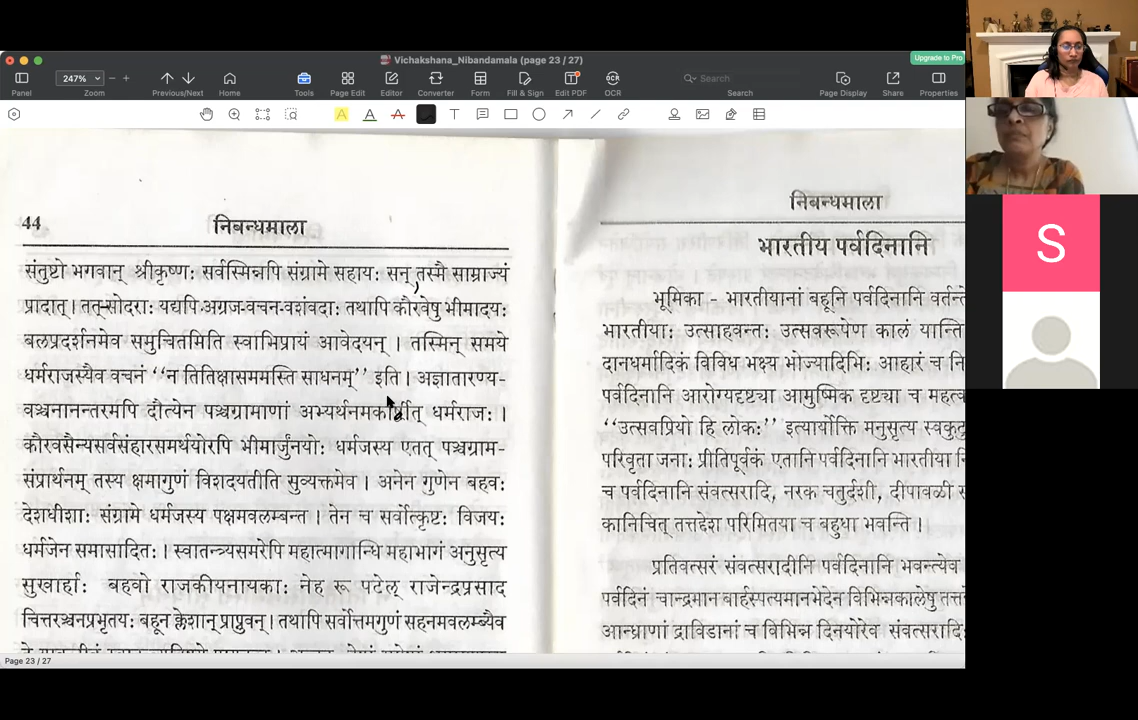 Vichakshana_Nibandamala (page 23 / 27)
Upgrade to Pro
247%
Search
Panel
Zoom
Previous/Next
Home
Tools
Page Edit
Editor
Converter
Form
Fill & Sign
Edit PDF
OCR
Search
Page Display
Share
Properties
44
निबन्धमाला
संतुष्टो भगवान् श्रीकृष्णः सर्वस्मिन्नपि संग्रामे सहायः सन् तस्मै साम्राज्यं
प्रादात् । तत्-सोदराः यद्यपि अग्रज-वचन-वशंवदाः तथापि कौरवेषु भीमादयः
बलप्रदर्शनमेव समुचितमिति स्वाभिप्रायं आवेदयन् । तस्मिन् समये
धर्मराजस्यैव वचनं ‘‘न तितिक्षासममस्ति साधनम्’’ इति । अज्ञातारण्य-
वञ्चनानन्तरमपि दौत्येन पञ्चग्रामाणां धर्मराजः ।
कौरवसैन्यसर्वसंहारसमर्थयोरपि भीमार्जुनयोः धर्मजस्य एतत् पञ्चग्राम-
संप्रार्थनम् तस्य क्षमागुणं विशदयतीति सुव्यक्तमेव । अनेन गुणेन बहवः
देशधीशाः संग्रामे धर्मजस्य पक्षमवलम्बन्त । तेन च सर्वोत्कृष्टः विजयः
धर्मजेन समासादितः । स्वातन्त्र्यसमरेपि महात्मागान्धि महाभागं अनुसृत्य
सुखार्हाः बहवो राजकीयनायकाः नेह रू पटेल् राजेन्द्रप्रसाद
चित्तरञ्चनप्रभृतयः बहून् क्लेशान् प्राप्नुवन् । तथापि सर्वोत्तमगुणं सहनमवलम्ब्यैव
निबन्धमाला
भारतीय पर्वदिनानि
भूमिका - भारतीयानां बहूनि पर्वदिनानि वर्तन्ते
भारतीयाः उत्साहवन्तः उत्सवरूपेण कालं यान्ति
दानधर्मादिकं विविध भक्ष्य भोज्यादिभिः आहारं च
पर्वदिनानि आरोग्यदृष्ट्या आमुष्मिक दृष्ट्या च
‘‘उत्सवप्रियो हि लोकः’’ इत्यार्योक्ति मनुसृत्य
परिवृता जनाः प्रीतिपूर्वकं एतानि पर्वदिनानि भारतीया
च पर्वदिनानि संवत्सरादि, नरक चतुर्दशी, दीपावली
कानिचित् तत्तद्देश परिमितया च बहुधा भवन्ति ।
प्रतिवत्सरं संवत्सरादीनि पर्वदिनानि भवन्त्येव
पर्वदिनं चान्द्रमान बार्हस्पत्यमानभेदेन विभिन्नकालेषु
आन्ध्राणां द्राविडानां च विभिन्न दिनयोरेव
Page 23 / 27
S